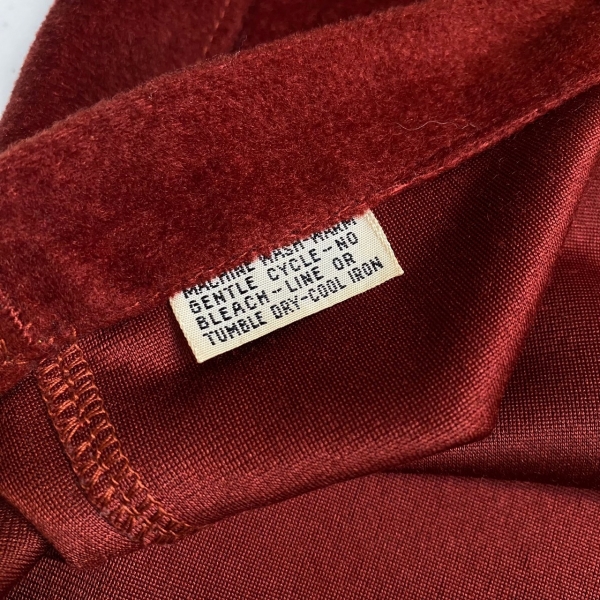 MACHINE WASH-WARM
GENTLE CYCLE--NO
BLEACH--LINE OR
TUMBLE DRY-COOL IRON